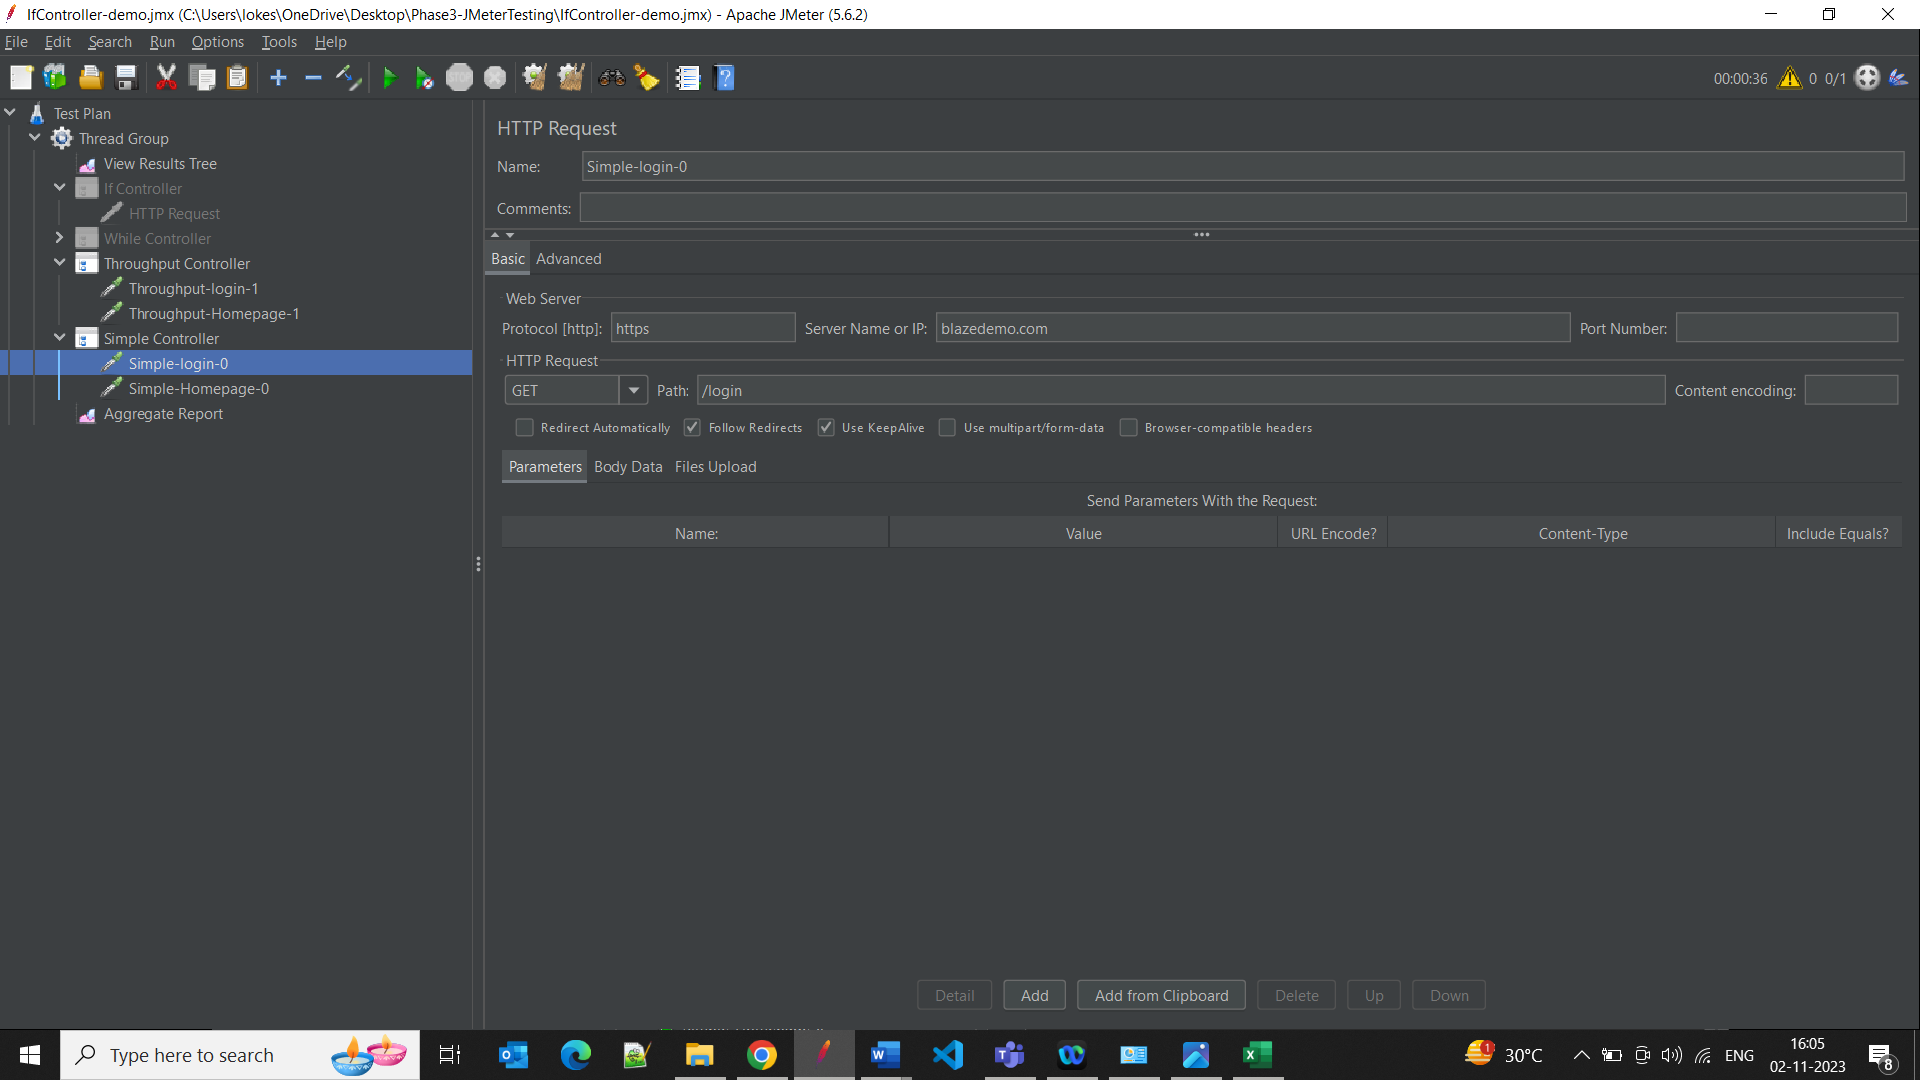 IfController-demo.jmx (C:\Users\lokes\OneDrive\Desktop\Phase3-JMeterTesting\IfController-demo.jmx) - Apache JMeter (5.6.2)
File Edit Search Run Options Tools Help
STOP ? 00:00:36 0 0/1
Test Plan
Thread Group
View Results Tree
If Controller
HTTP Request
While Controller
Throughput Controller
Throughput-login-1
Throughput-Homepage-1
Simple Controller
Simple-login-0
Simple-Homepage-0
Aggregate Report
HTTP Request
Name: Simple-login-0
Comments:
Basic Advanced
Web Server
Protocol [http]: https Server Name or IP: blazedemo.com Port Number:
HTTP Request
GET Path: /login Content encoding:
Redirect Automatically Follow Redirects Use KeepAlive Use multipart/form-data Browser-compatible headers
Parameters Body Data Files Upload
Send Parameters With the Request:
Name: Value URL Encode? Content-Type Include Equals?
Detail Add Add from Clipboard Delete Up Down
Type here to search 1 30°C ENG 16:05
02-11-2023 8